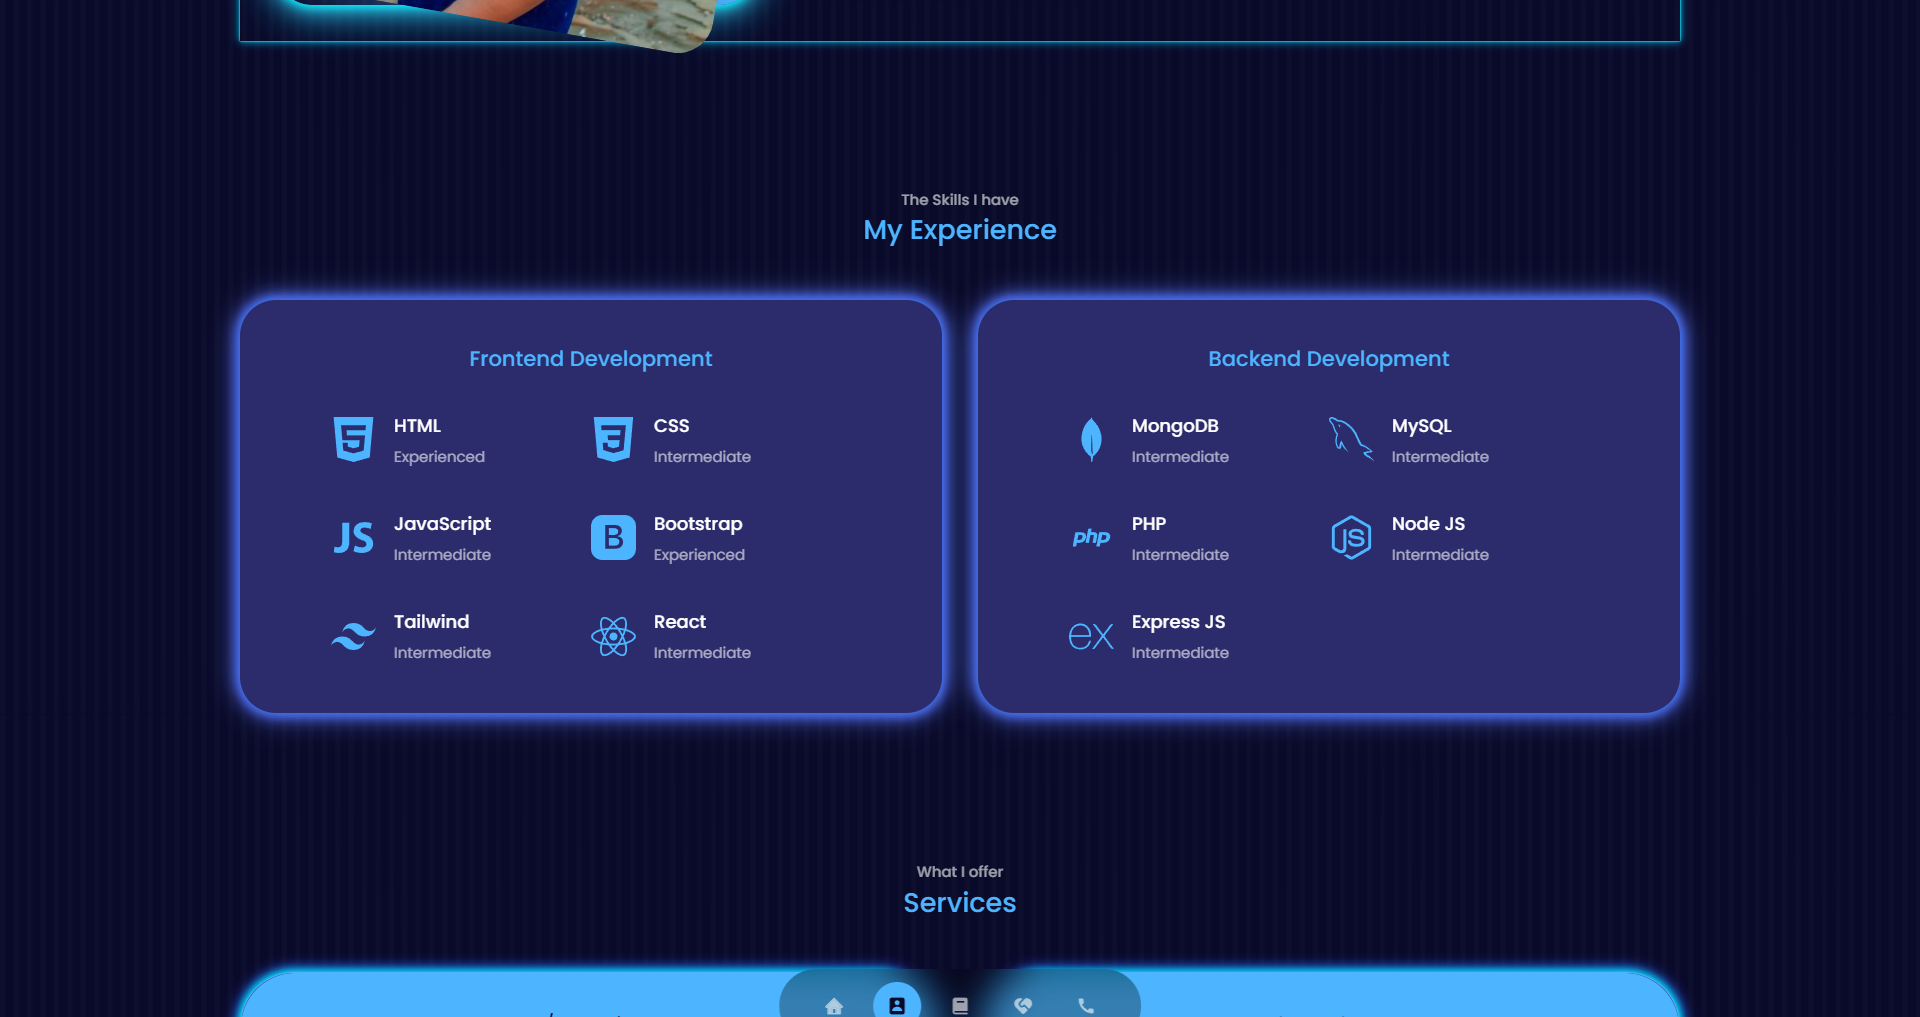 The Skills I have
My Experience
Frontend Development
HTML
Experienced
CSS
Intermediate
JavaScript
Intermediate
Bootstrap
Experienced
Tailwind
Intermediate
React
Intermediate
Backend Development
MongoDB
Intermediate
MySQL
Intermediate
PHP
Intermediate
Node JS
Intermediate
Express JS
Intermediate
What I offer
Services